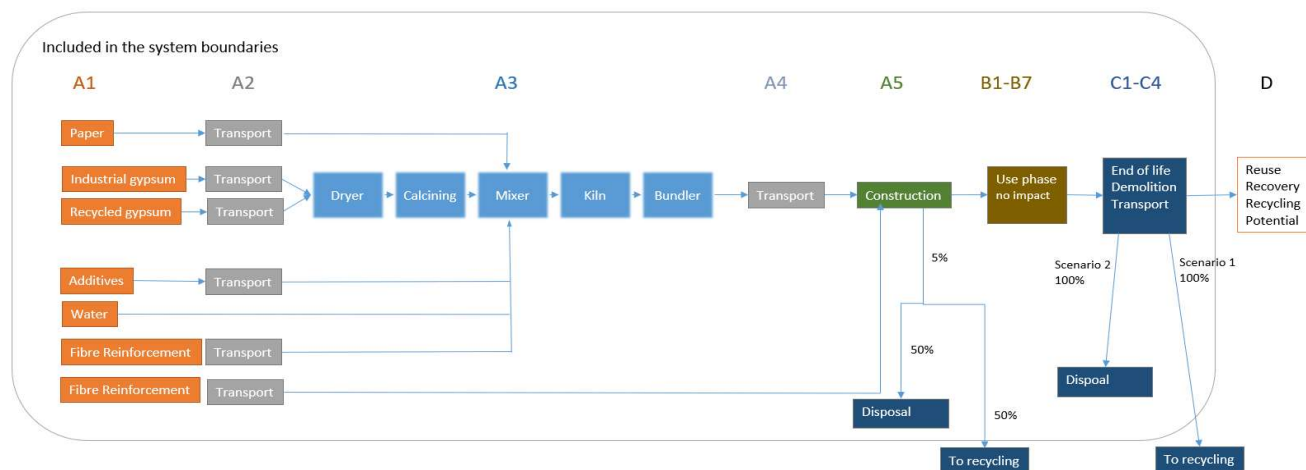 Included in the system boundaries
A1
A2
A3
A4
A5
B1-B7
C1-C4
D
Paper
Transport
Industrial gypsum
Transport
Recycled gypsum
Transport
Dryer
Calcining
Mixer
Kiln
Bundler
Transport
Construction
Use phase
no impact
End of life
Demolition
Transport
Reuse
Recovery
Recycling
Potential
Additives
Transport
Water
Fibre Reinforcement
Transport
Fibre Reinforcement
Transport
5%
50%
Disposal
50%
To recycling
Scenario 2
100%
Dispoal
Scenario 1
100%
To recycling